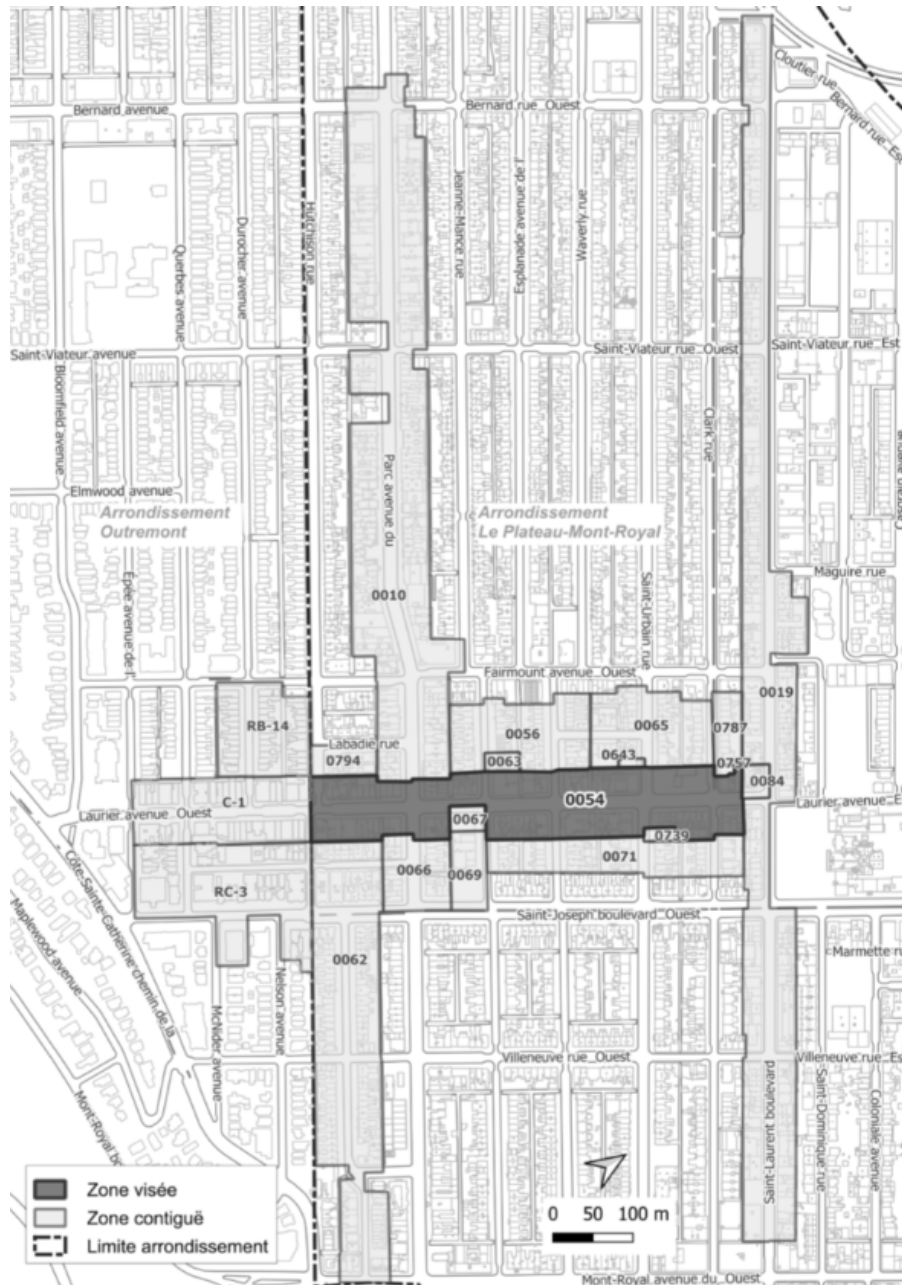 Cloutier rue
Bernard avenue
Bernard rue Ouest
Bernard rue Es
Jeanne-Mance rue
Esplanade avenue de l'
Waverly rue
Hutchison rue
Durocher avenue
Querbes avenue
Saint-Viateur avenue
Saint-Viateur rue Ouest
Saint-Viateur rue Est
Bloomfield avenue
Clark rue
Parc avenue du
Elmwood avenue
Arrondissement
Outremont
Arrondissement
Le Plateau-Mont-Royal
Maguire rue
Épée avenue de l'
0010
Saint-Urbain rue
Fairmount avenue Ouest
0019
RB-14
0056
0065
0787
Labadie rue
0794
0063
0643
0757
0084
C-1
0054
Laurier avenue Ouest
Laurier avenue E
0067
0739
0066
0069
0071
RC-3
Saint-Joseph boulevard Ouest
Côte-Sainte-Catherine chemin de la
Maplewood avenue
0062
Nelson avenue
McNider avenue
Marmette r
Villeneuve rue Ouest
Villeneuve rue Es
Mont-Royal bo
Saint-Laurent boulevard
Saint-Dominique rue
Coloniale avenue
Zone visée
Zone contiguë
Limite arrondissement
0 50 100 m
Mont-Royal avenue du Ouest